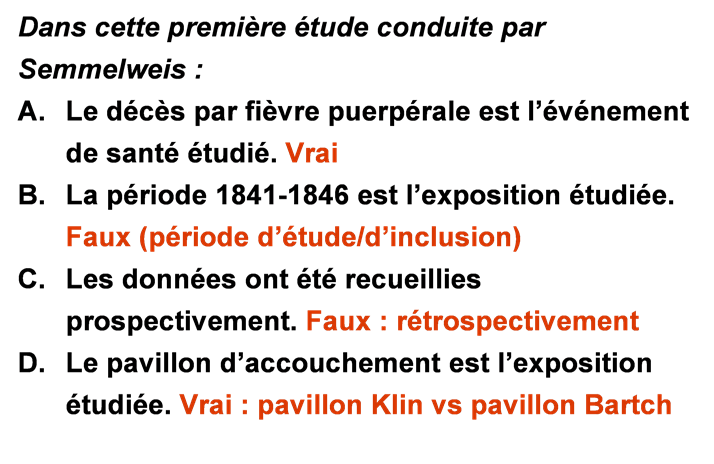 Dans cette première étude conduite par
Semmelweis :
A. Le décès par fièvre puerpérale est l’événement
de santé étudié. Vrai
B. La période 1841-1846 est l’exposition étudiée.
Faux (période d’étude/d’inclusion)
C. Les données ont été recueillies
prospectivement. Faux : rétrospectivement
D. Le pavillon d’accouchement est l’exposition
étudiée. Vrai : pavillon Klin vs pavillon Bartch